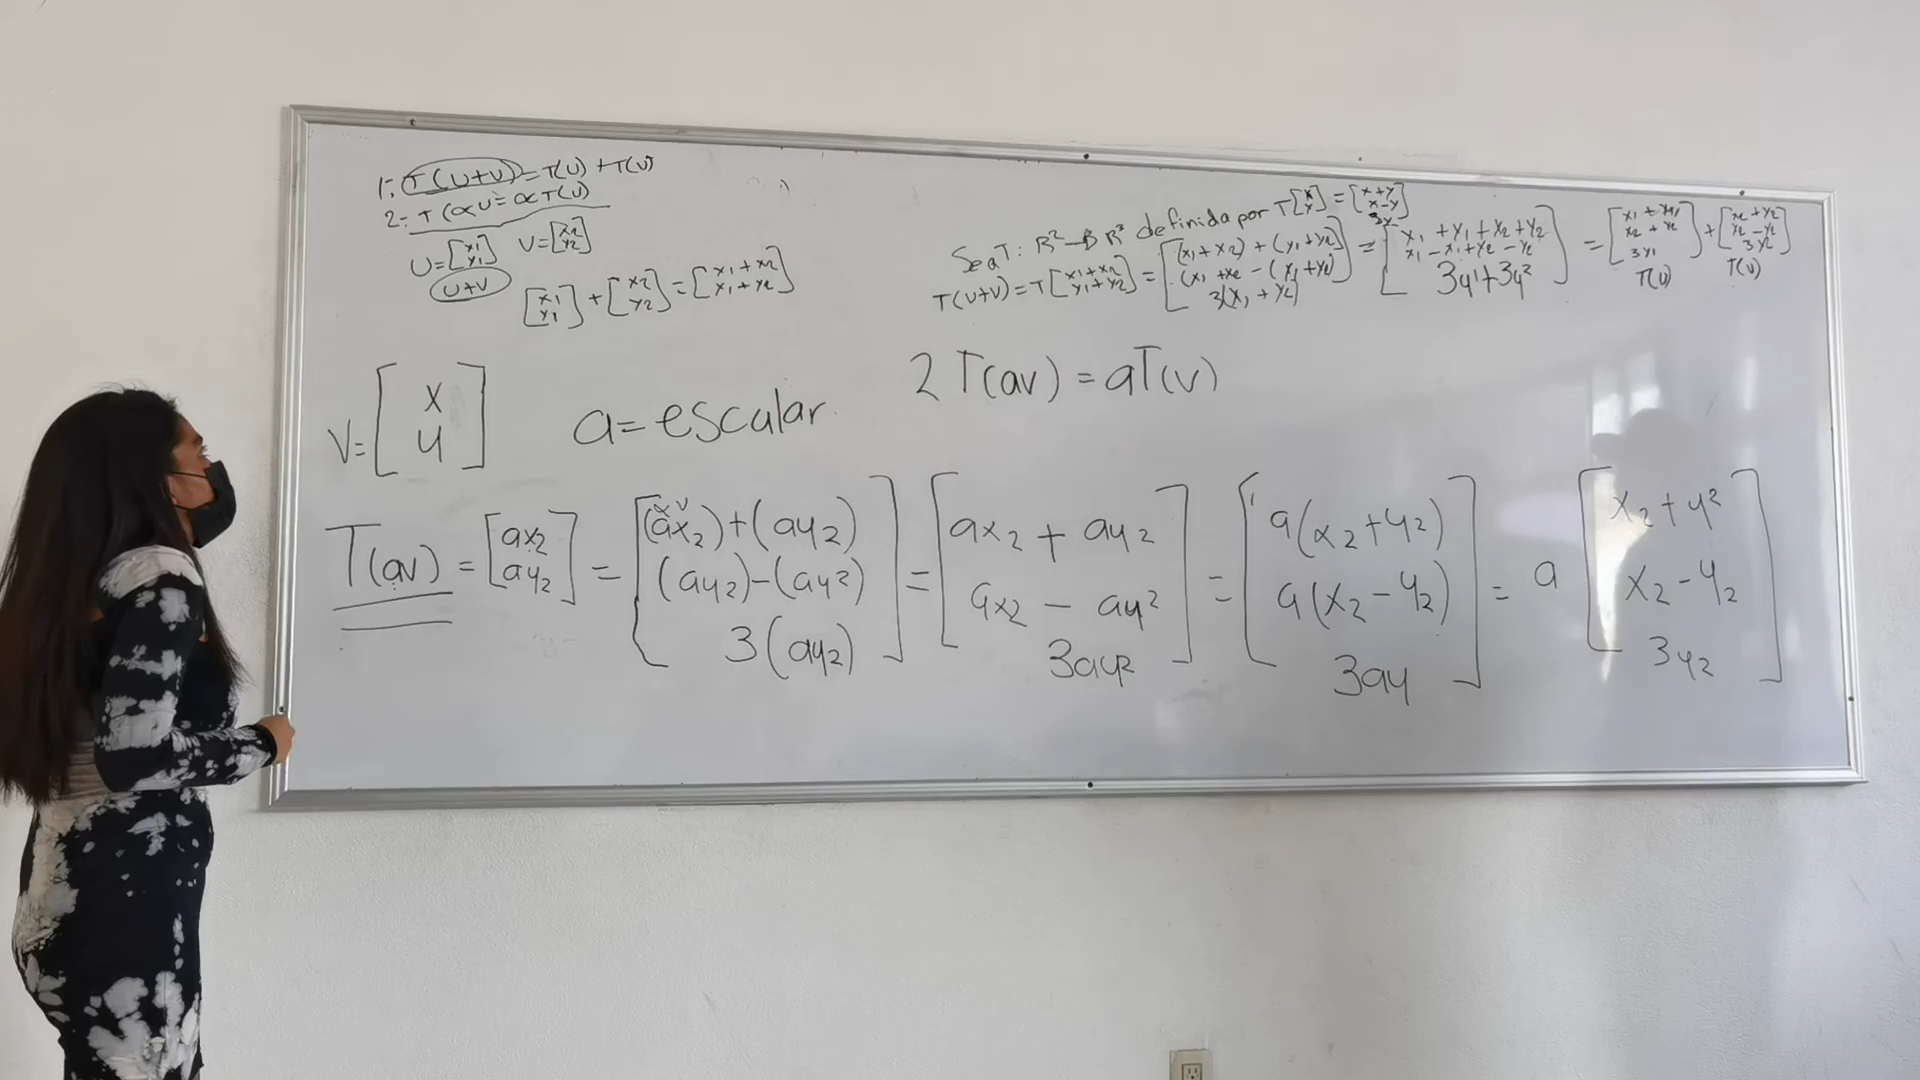 1-. T(U+V)=T(U)+T(V)
2-. T(∝U=∝T(U)
U=[x1 y1] V=[x2 y2]
U+V
[x1 y1]+[x2 y2]=[x1+x2 x1+y2]
Sea T: R²-B R³ definida por T[x y]=[x+y x-y 3y]
T(U+V)=T[x1+x2 y1+y2]=[(x1+x2)+(y1+y2) (x1+x2-(y1+y2) 3(x1+y2)]=[x1+y1+x2+y2 x1-x1+y2-y2 3y1+3y²]=[x1+y1 x2+y2 3y1]+[x2+y2 y2-y2 3y2]
T(U) T(V)
V=[x y] a=escular 2 T(av)=aT(v)
T(av)=[ax2 ay2]=[(ax2)+(ay2) (ay2)-(ay2) 3(ay2)]=[ax2+ay2 ax2-ay2 3ay2]=[a(x2+y2) a(x2-y2) 3ay]=a[x2+y2 x2-y2 3y2]